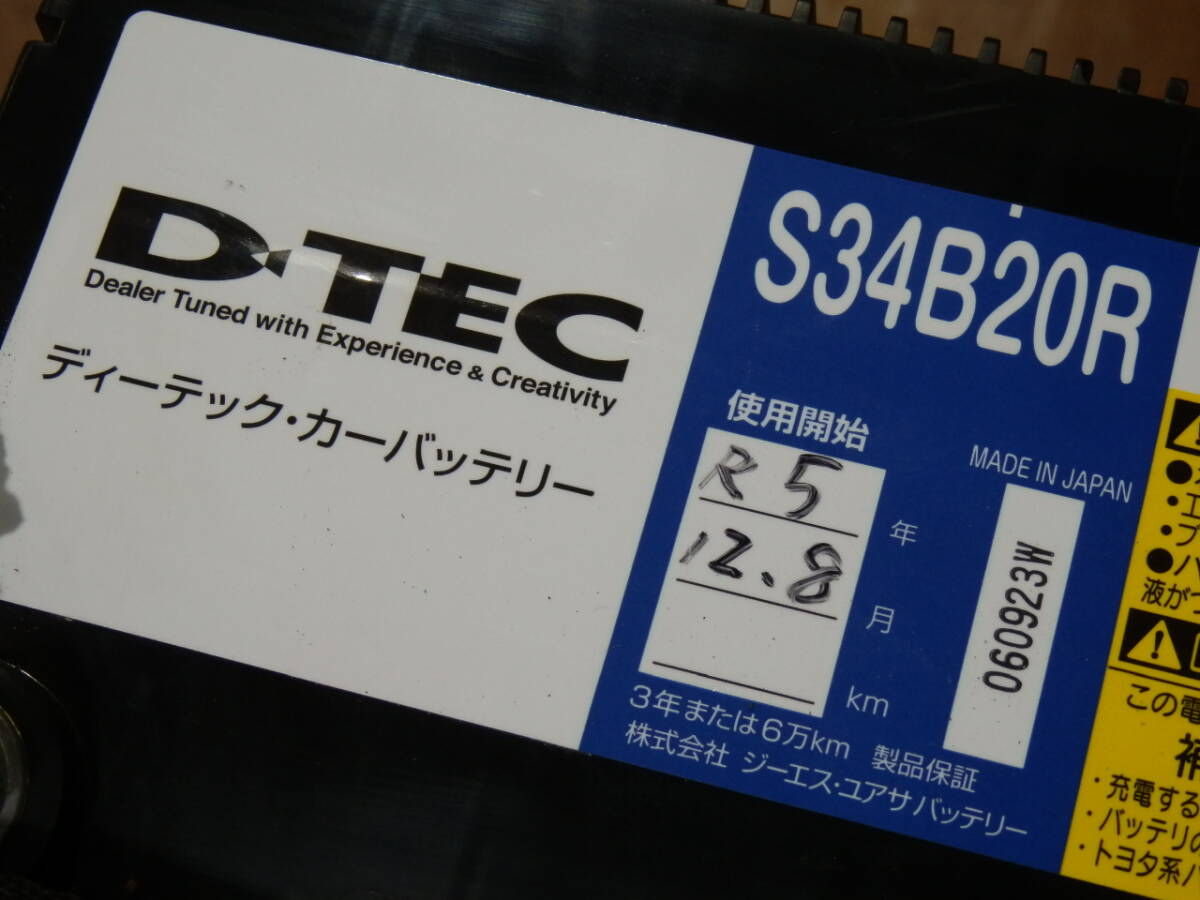 D-TEC
Dealer Tuned with Experience & Creativity
ディーテック・カーバッテリー
S34B20R
使用開始
R5
年
12.8
月
km
MADE IN JAPAN
060923W
3年または6万km 製品保証
株式会社 ジーエス・ユアサ バッテリー
液がつ
この電
補
・充電する
・バッテリの
・トヨタ系バ